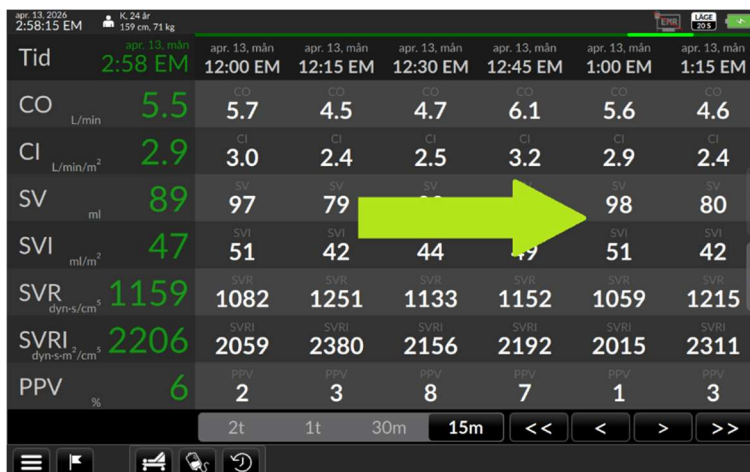 apr. 13, 2026
2:58:15 EM
K, 24 år
159 cm, 71 kg
EMR
LÄGE
20 S
Tid
apr. 13, mån
2:58 EM
apr. 13, mån apr. 13, mån apr. 13, mån apr. 13, mån apr. 13, mån apr. 13, mån
12:00 EM 12:15 EM 12:30 EM 12:45 EM 1:00 EM 1:15 EM
CO L/min 5.5
CO CO CO CO CO CO
5.7 4.5 4.7 6.1 5.6 4.6
CI L/min/m² 2.9
CI CI CI CI CI CI
3.0 2.4 2.5 3.2 2.9 2.4
SV ml 89
SV SV SV SV SV
97 79 98 80
SVI ml/m² 47
SVI SVI SVI SVI SVI
51 42 44 49 51 42
SVR dyn·s/cm⁵ 1159
SVR SVR SVR SVR SVR SVR
1082 1251 1133 1152 1059 1215
SVRI dyn·s·m²/cm⁵ 2206
SVRI SVRI SVRI SVRI SVRI SVRI
2059 2380 2156 2192 2015 2311
PPV % 6
PPV PPV PPV PPV PPV PPV
2 3 8 7 1 3
2t 1t 30m 15m << < > >>